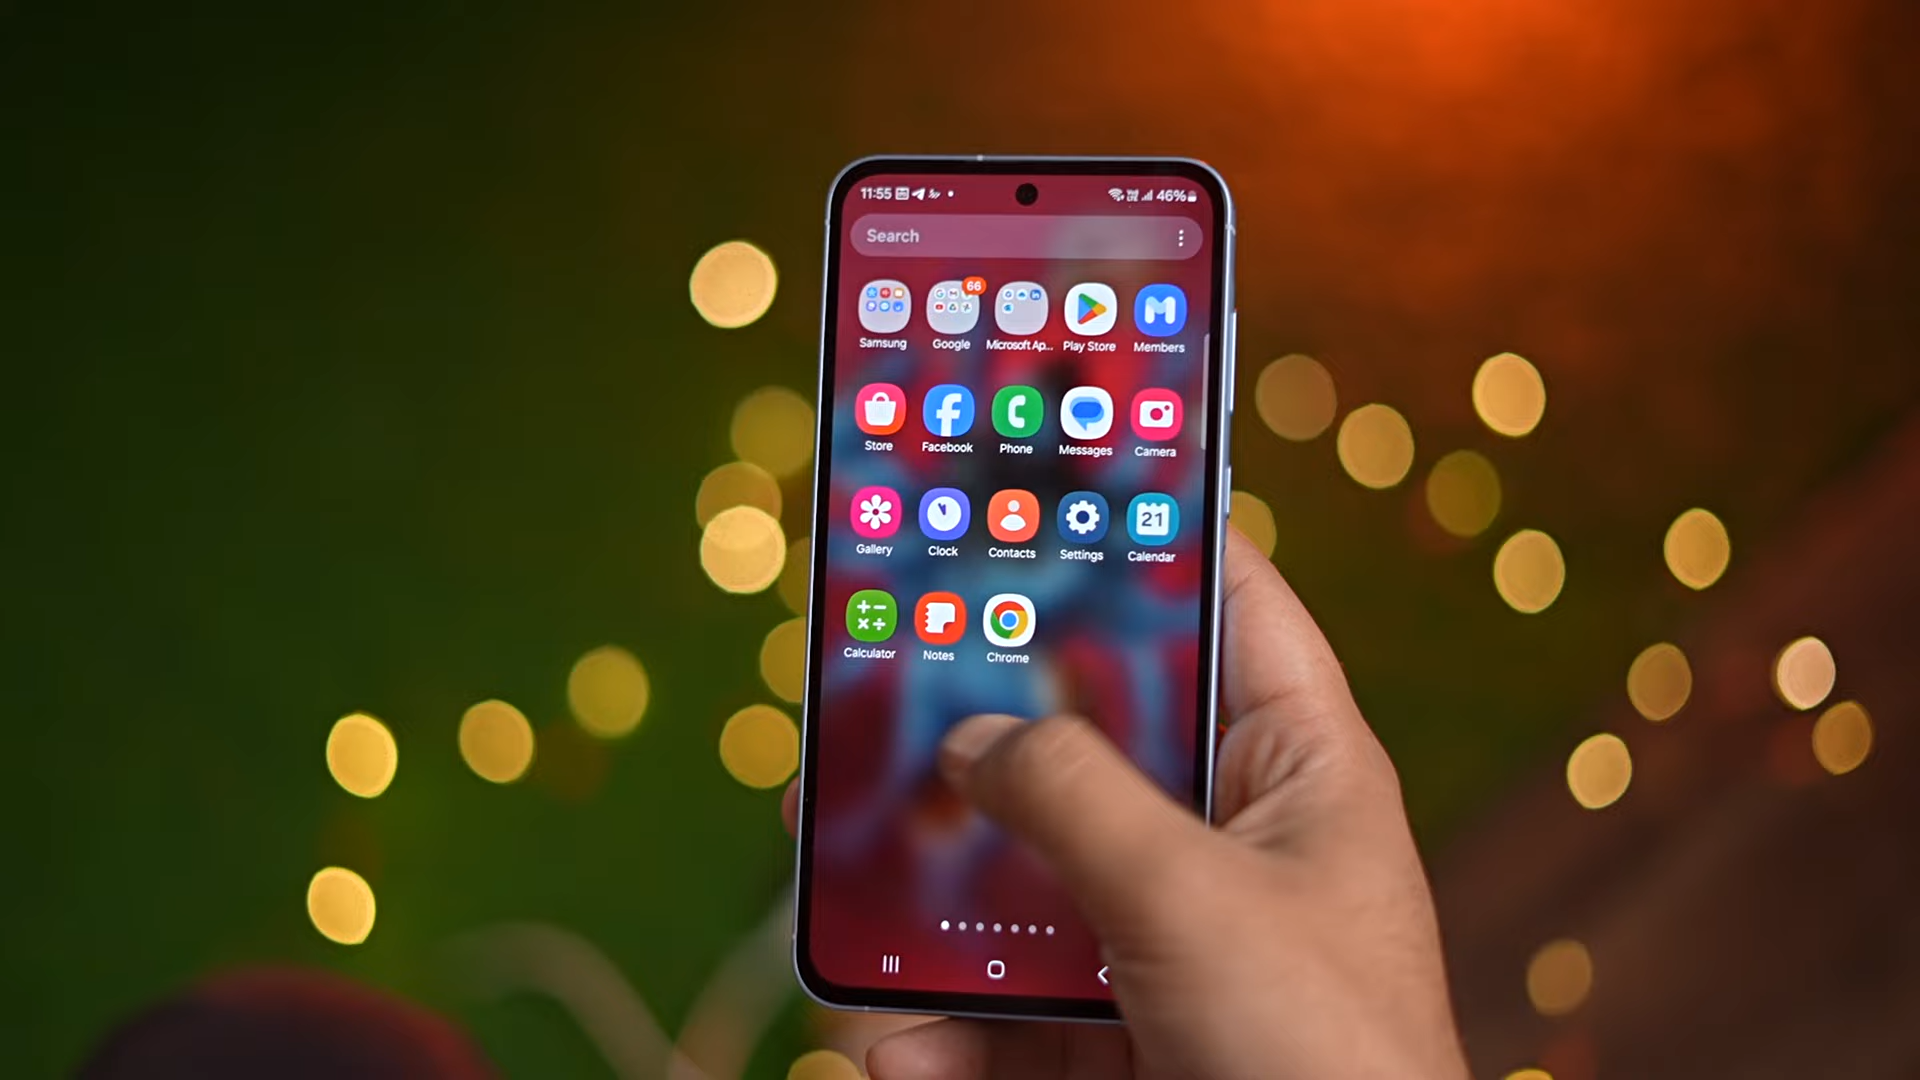 11:55 46%
Search
66
Samsung Google Microsoft Ap... Play Store Members
Store Facebook Phone Messages Camera
21
Gallery Clock Contacts Settings Calendar
Calculator Notes Chrome